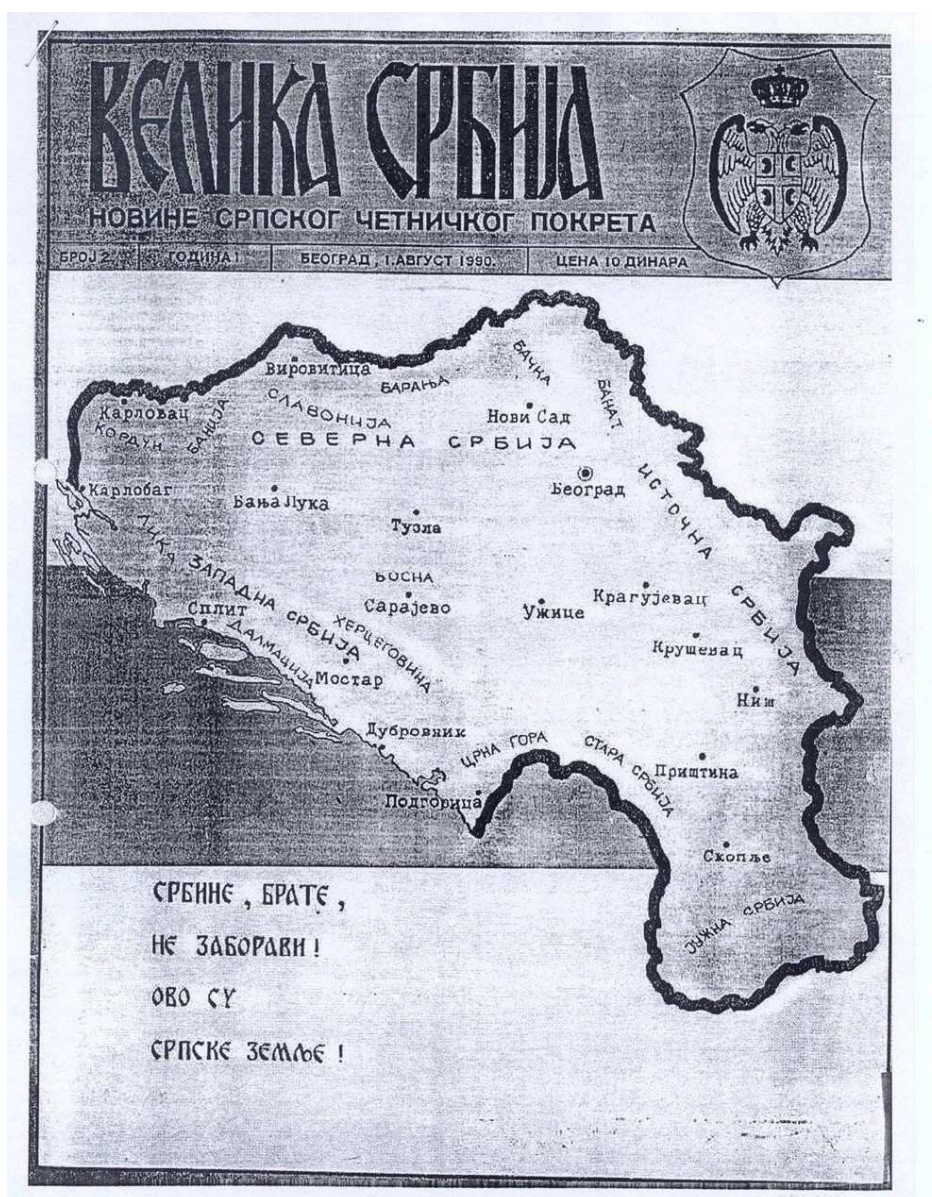 ВЕЛИКА СРБИЈА
НОВИНЕ СРПСКОГ ЧЕТНИЧКОГ ПОКРЕТА
БРОЈ 2. ГОДИНА I БЕОГРАД, 1. АВГУСТ 1990. ЦЕНА 10 ДИНАРА
Вировитица
БАРАЊА
БАЧКА
БАНАТ
Карловац
КОРДУН
БАНИЈА
СЛАВОНИЈА
Нови Сад
СЕВЕРНА СРБИЈА
Београд
ИСТОЧНА СРБИЈА
Карлобаг
Бања Лука
Тузла
ЛИКА
ЗАПАДНА СРБИЈА
БОСНА
Сарајево
Ужице
Крагујевац
Сплит
ДАЛМАЦИЈА
ХЕРЦЕГОВИНА
Мостар
Крушевац
Ниш
Дубровник
ЦРНА ГОРА
СТАРА СРБИЈА
Приштина
Подгорица
Скопље
ЈУЖНА СРБИЈА
СРБИНЕ, БРАТЕ,
НЕ ЗАБОРАВИ!
ОВО СУ
СРПСКЕ ЗЕМЉЕ!